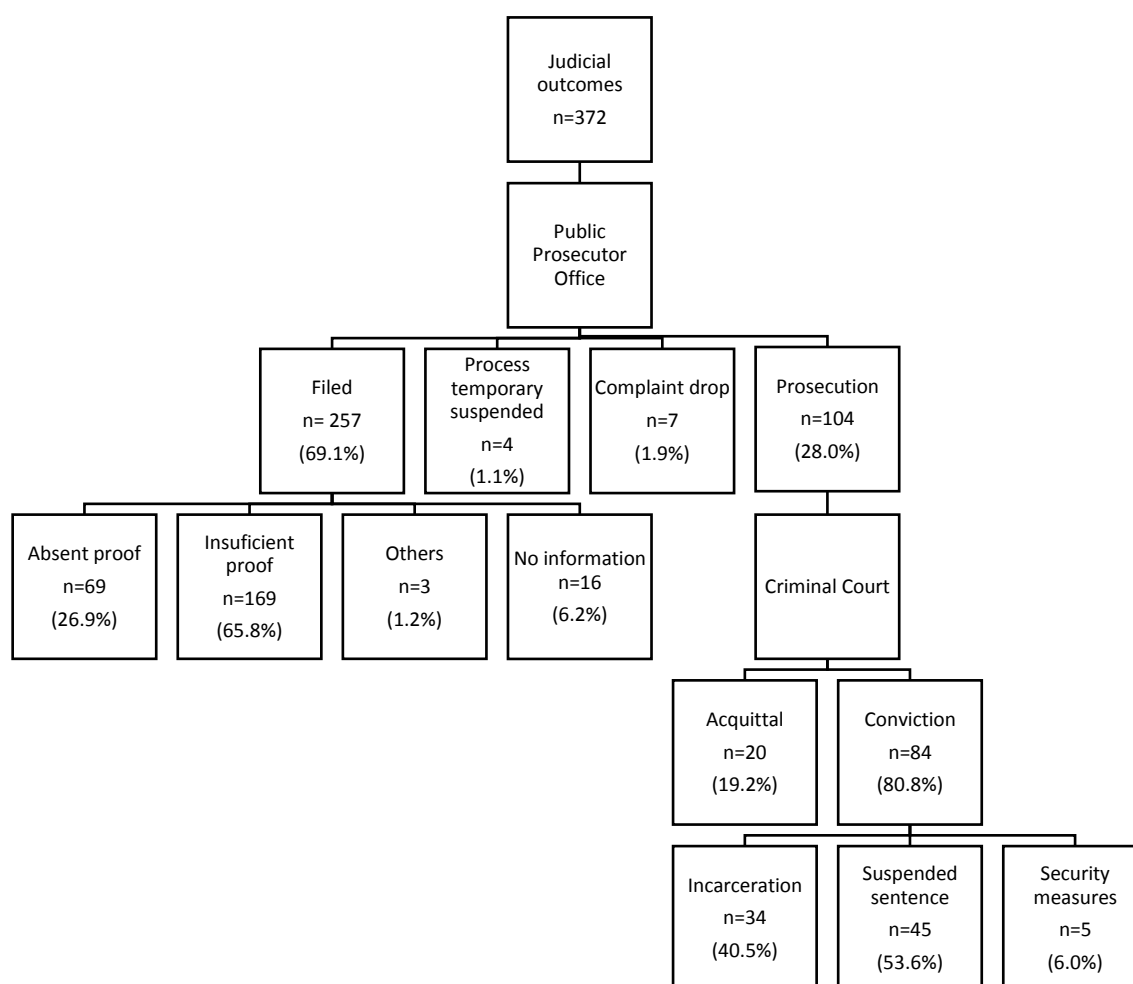 Judicial
outcomes
n=372
Public
Prosecutor
Office
Filed
n= 257
(69.1%)
Process
temporary
suspended
n=4
(1.1%)
Complaint drop
n=7
(1.9%)
Prosecution
n=104
(28.0%)
Absent proof
n=69
(26.9%)
Insuficient
proof
n=169
(65.8%)
Others
n=3
(1.2%)
No information
n=16
(6.2%)
Criminal Court
Acquittal
n=20
(19.2%)
Conviction
n=84
(80.8%)
Incarceration
n=34
(40.5%)
Suspended
sentence
n=45
(53.6%)
Security
measures
n=5
(6.0%)